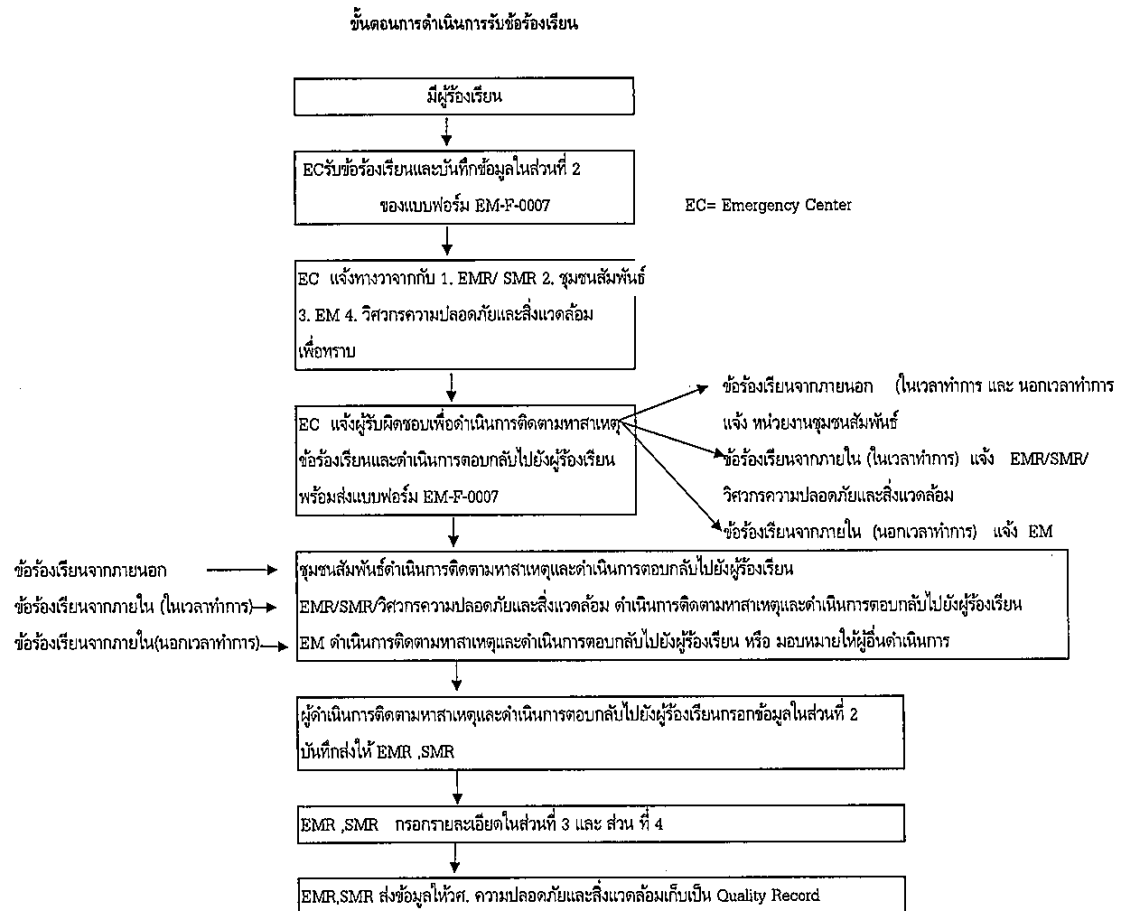 ขั้นตอนการดำเนินการรับข้อร้องเรียน
มีผู้ร้องเรียน
ECรับข้อร้องเรียนและบันทึกข้อมูลในส่วนที่ 2
ของแบบฟอร์ม EM-F-0007
EC= Emergency Center
EC แจ้งทางวาจากกับ 1. EMR/ SMR 2. ชุมชนสัมพันธ์
3. EM 4. วิศวกรความปลอดภัยและสิ่งแวดล้อม
เพื่อทราบ
EC แจ้งผู้รับผิดชอบเพื่อดำเนินการติดตามหาสาเหตุ
ข้อร้องเรียนและดำเนินการตอบกลับไปยังผู้ร้องเรียน
พร้อมส่งแบบฟอร์ม EM-F-0007
ข้อร้องเรียนจากภายนอก (ในเวลาทำการ และ นอกเวลาทำการ
แจ้ง หน่วยงานชุมชนสัมพันธ์
ข้อร้องเรียนจากภายใน (ในเวลาทำการ) แจ้ง EMR/SMR/
วิศวกรความปลอดภัยและสิ่งแวดล้อม
ข้อร้องเรียนจากภายใน (นอกเวลาทำการ) แจ้ง EM
ข้อร้องเรียนจากภายนอก
ชุมชนสัมพันธ์ดำเนินการติดตามหาสาเหตุและดำเนินการตอบกลับไปยังผู้ร้องเรียน
ข้อร้องเรียนจากภายใน (ในเวลาทำการ)
EMR/SMR/วิศวกรความปลอดภัยและสิ่งแวดล้อม ดำเนินการติดตามหาสาเหตุและดำเนินการตอบกลับไปยังผู้ร้องเรียน
ข้อร้องเรียนจากภายใน(นอกเวลาทำการ)
EM ดำเนินการติดตามหาสาเหตุและดำเนินการตอบกลับไปยังผู้ร้องเรียน หรือ มอบหมายให้ผู้อื่นดำเนินการ
ผู้ดำเนินการติดตามหาสาเหตุและดำเนินการตอบกลับไปยังผู้ร้องเรียนกรอกข้อมูลในส่วนที่ 2
บันทึกส่งให้ EMR ,SMR
EMR ,SMR กรอกรายละเอียดในส่วนที่ 3 และ ส่วน ที่ 4
EMR,SMR ส่งข้อมูลให้วศ. ความปลอดภัยและสิ่งแวดล้อมเก็บเป็น Quality Record